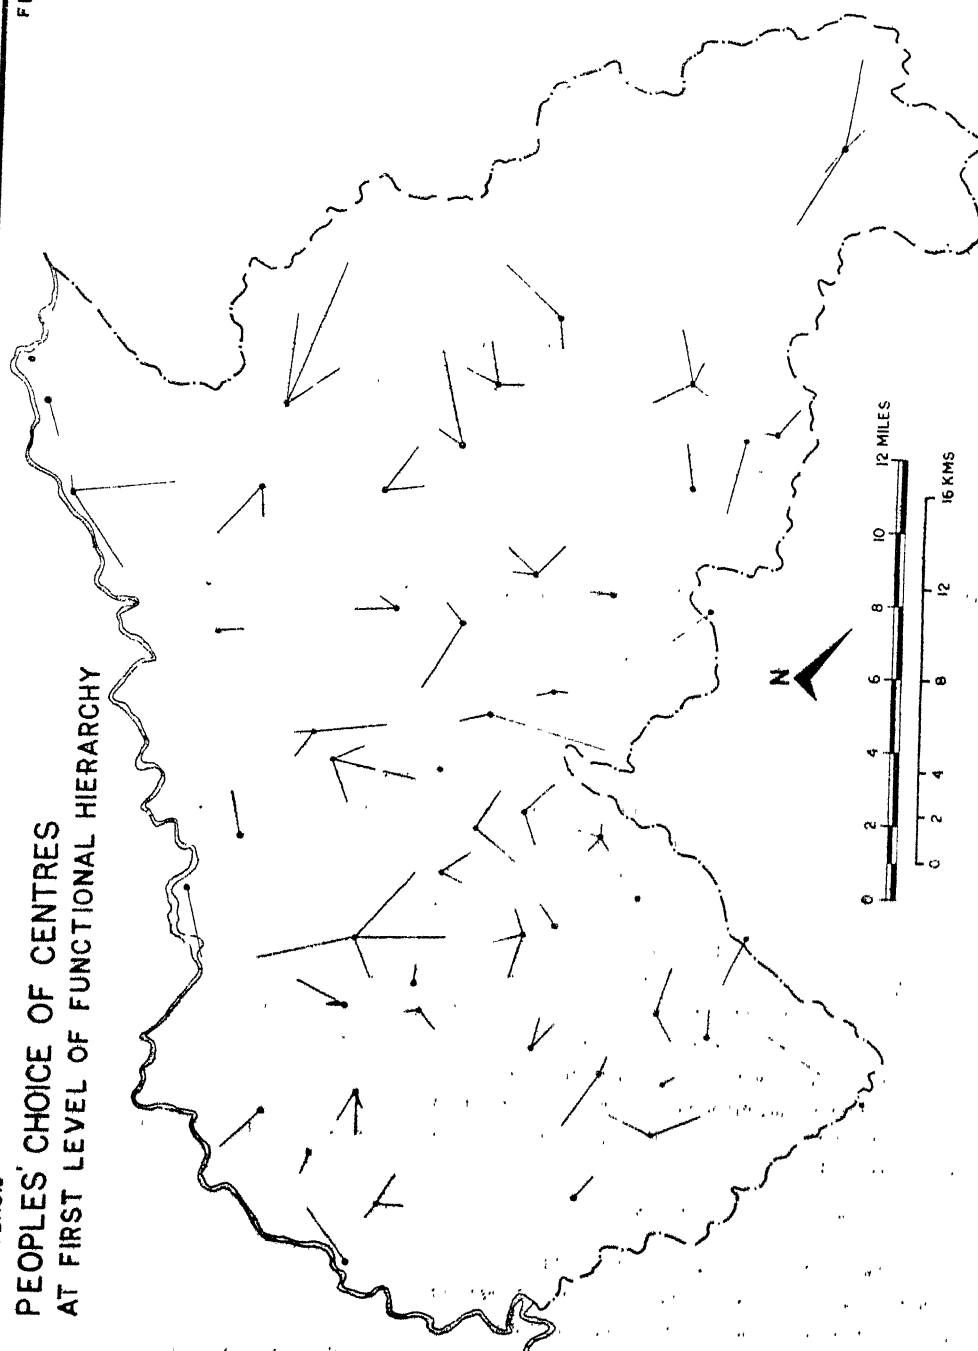 PEOPLES' CHOICE OF CENTRES
AT FIRST LEVEL OF FUNCTIONAL HIERARCHY
N
0 2 4 6 8 10 12 MILES
0 2 4 8 12 16 KMS